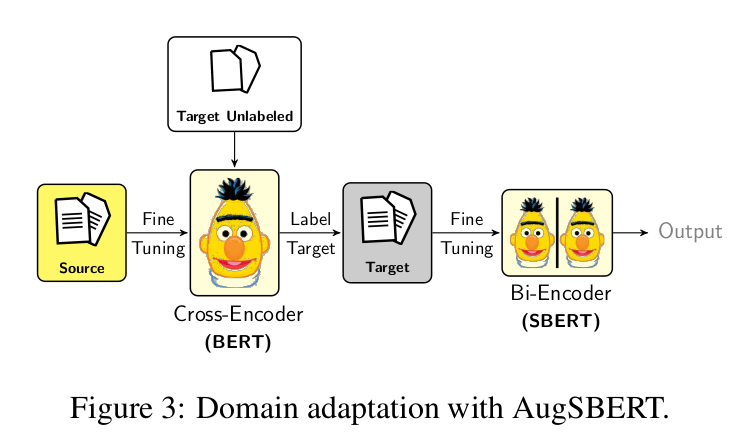 Target Unlabeled
Source
Fine
Tuning
Cross-Encoder
(BERT)
Label
Target
Target
Fine
Tuning
Bi-Encoder
(SBERT)
Output
Figure 3: Domain adaptation with AugSBERT.